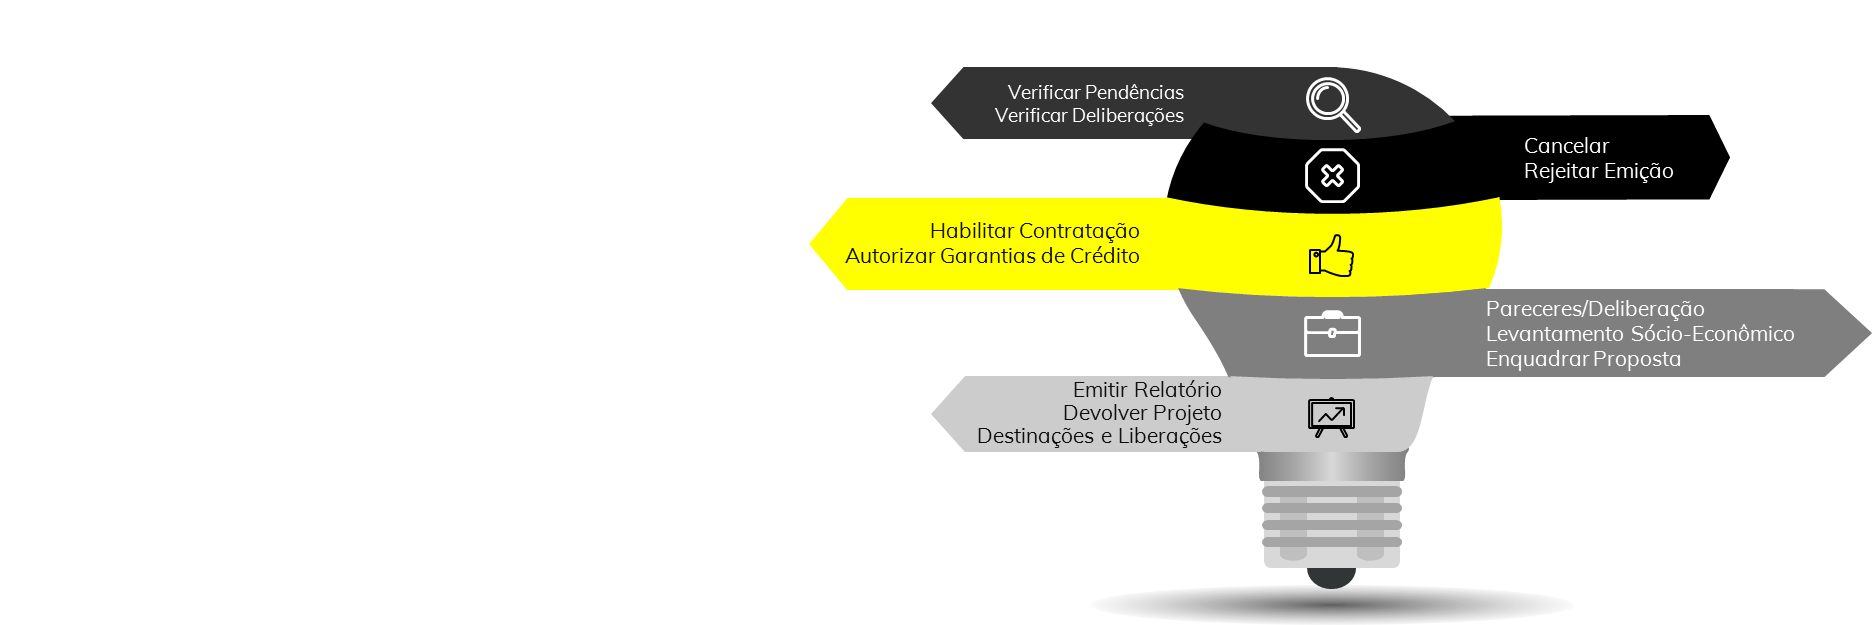 Verificar Pendências
Verificar Deliberações
Cancelar
Rejeitar Emição
Habilitar Contratação
Autorizar Garantias de Crédito
Pareceres/Deliberação
Levantamento Sócio-Econômico
Enquadrar Proposta
Emitir Relatório
Devolver Projeto
Destinações e Liberações